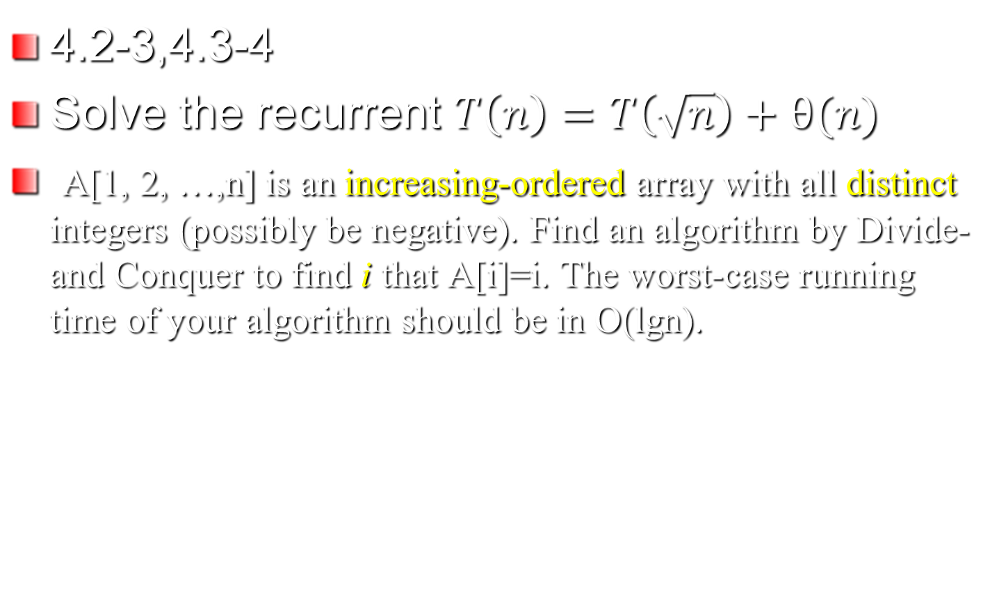 4.2-3,4.3-4
Solve the recurrent T(n) = T(√n) + θ(n)
A[1, 2, …,n] is an increasing-ordered array with all distinct
integers (possibly be negative). Find an algorithm by Divide-
and Conquer to find i that A[i]=i. The worst-case running
time of your algorithm should be in O(lgn).